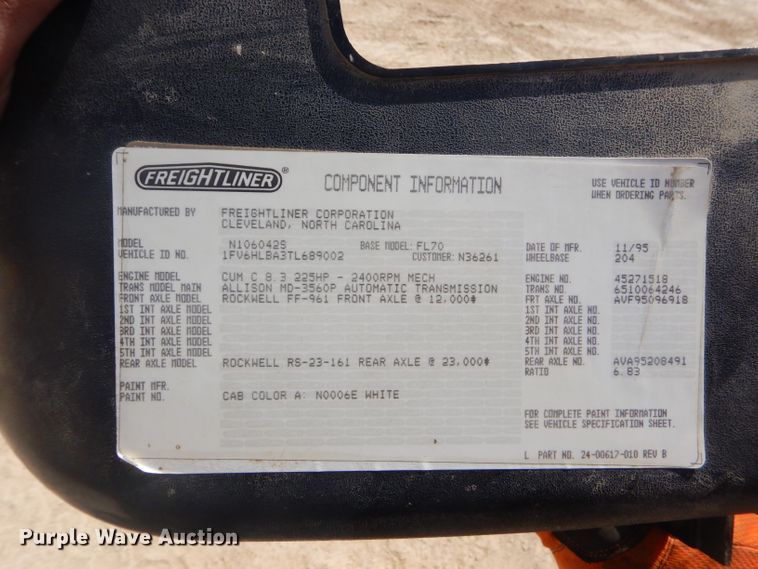 FREIGHTLINER®
COMPONENT INFORMATION
USE VEHICLE ID NUMBER
WHEN ORDERING PARTS.
MANUFACTURED BY FREIGHTLINER CORPORATION
CLEVELAND, NORTH CAROLINA
MODEL N106042S BASE MODEL: FL70 DATE OF MFR. 11/95
VEHICLE ID NO. 1FV6HLBA3TL689002 CUSTOMER: N36261 WHEELBASE 204
ENGINE MODEL CUM C 8.3 225HP - 2400RPM MECH ENGINE NO. 45271518
TRANS MODEL MAIN ALLISON MD-3560P AUTOMATIC TRANSMISSION TRANS NO. 6510064246
FRONT AXLE MODEL ROCKWELL FF-961 FRONT AXLE @ 12,000# FRT AXLE NO. AVF95096918
1ST INT AXLE MODEL 1ST INT AXLE NO.
2ND INT AXLE MODEL 2ND INT AXLE NO.
3RD INT AXLE MODEL 3RD INT AXLE NO.
4TH INT AXLE MODEL 4TH INT AXLE NO.
5TH INT AXLE MODEL 5TH INT AXLE NO.
REAR AXLE MODEL ROCKWELL RS-23-161 REAR AXLE @ 23,000# REAR AXLE NO. AVA95208491
RATIO 6.83
PAINT MFR.
PAINT NO. CAB COLOR A: N0006E WHITE
FOR COMPLETE PAINT INFORMATION
SEE VEHICLE SPECIFICATION SHEET.
L PART NO. 24-00617-010 REV B
Purple Wave Auction